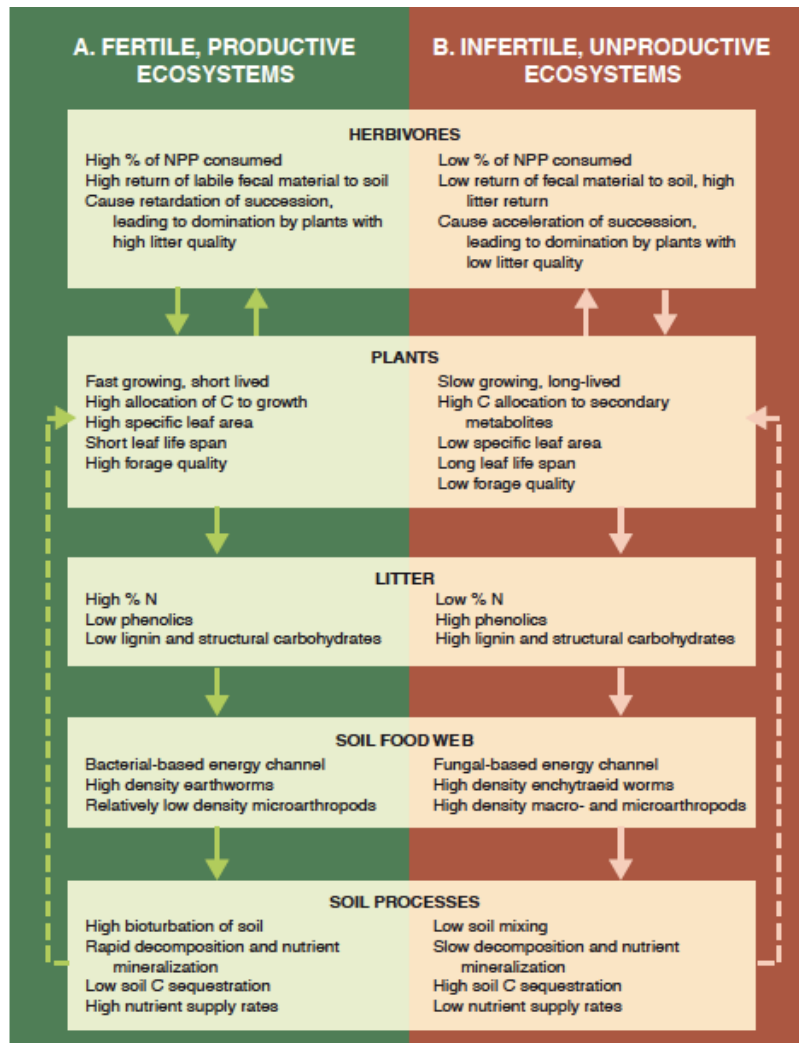 A. FERTILE, PRODUCTIVE
ECOSYSTEMS
B. INFERTILE, UNPRODUCTIVE
ECOSYSTEMS
HERBIVORES
High % of NPP consumed
High return of labile fecal material to soil
Cause retardation of succession,
leading to domination by plants with
high litter quality
Low % of NPP consumed
Low return of fecal material to soil, high
litter return
Cause acceleration of succession,
leading to domination by plants with
low litter quality
PLANTS
Fast growing, short lived
High allocation of C to growth
High specific leaf area
Short leaf life span
High forage quality
Slow growing, long-lived
High C allocation to secondary
metabolites
Low specific leaf area
Long leaf life span
Low forage quality
LITTER
High % N
Low phenolics
Low lignin and structural carbohydrates
Low % N
High phenolics
High lignin and structural carbohydrates
SOIL FOOD WEB
Bacterial-based energy channel
High density earthworms
Relatively low density microarthropods
Fungal-based energy channel
High density enchytraeid worms
High density macro- and microarthropods
SOIL PROCESSES
High bioturbation of soil
Rapid decomposition and nutrient
mineralization
Low soil C sequestration
High nutrient supply rates
Low soil mixing
Slow decomposition and nutrient
mineralization
High soil C sequestration
Low nutrient supply rates